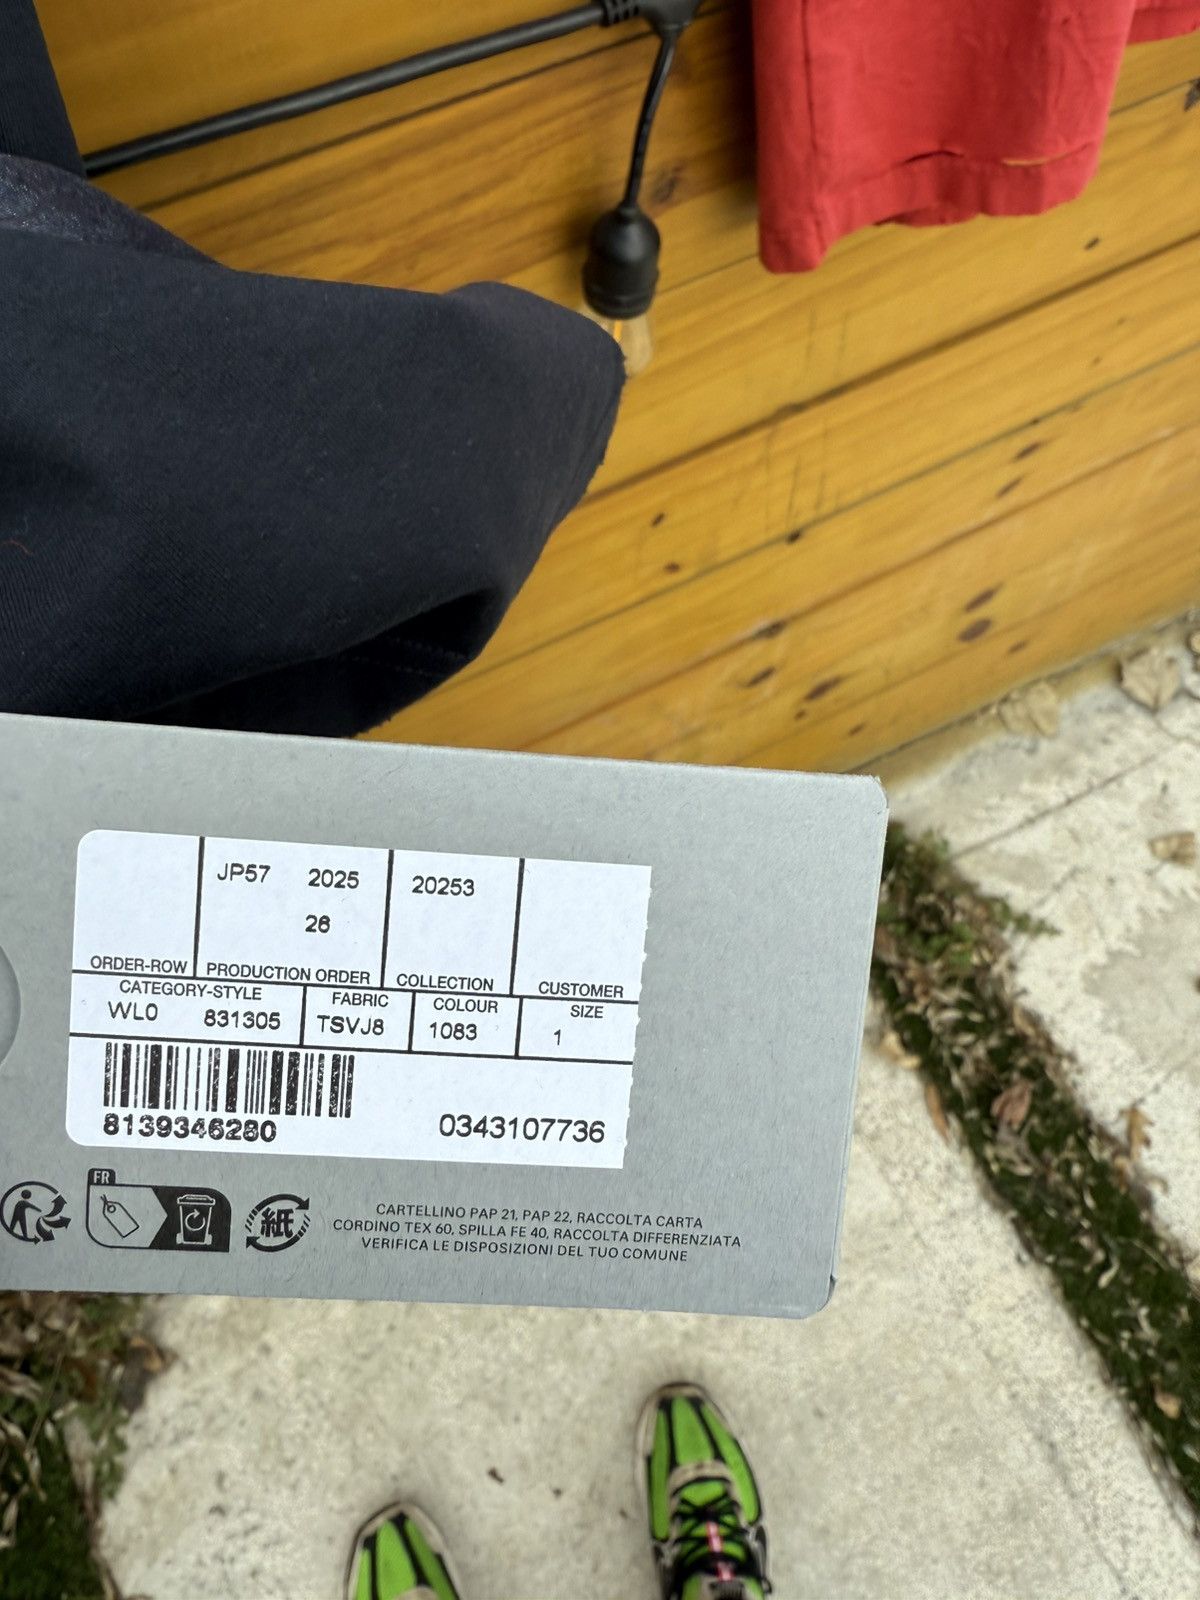 JP57 2025 20253
26
ORDER-ROW PRODUCTION ORDER COLLECTION CUSTOMER
CATEGORY-STYLE FABRIC COLOUR SIZE
WL0 831305 TSVJ8 1083 1
8139346280 0343107736
FR
紙
CARTELLINO PAP 21, PAP 22, RACCOLTA CARTA
CORDINO TEX 60, SPILLA FE 40, RACCOLTA DIFFERENZIATA
VERIFICA LE DISPOSIZIONI DEL TUO COMUNE